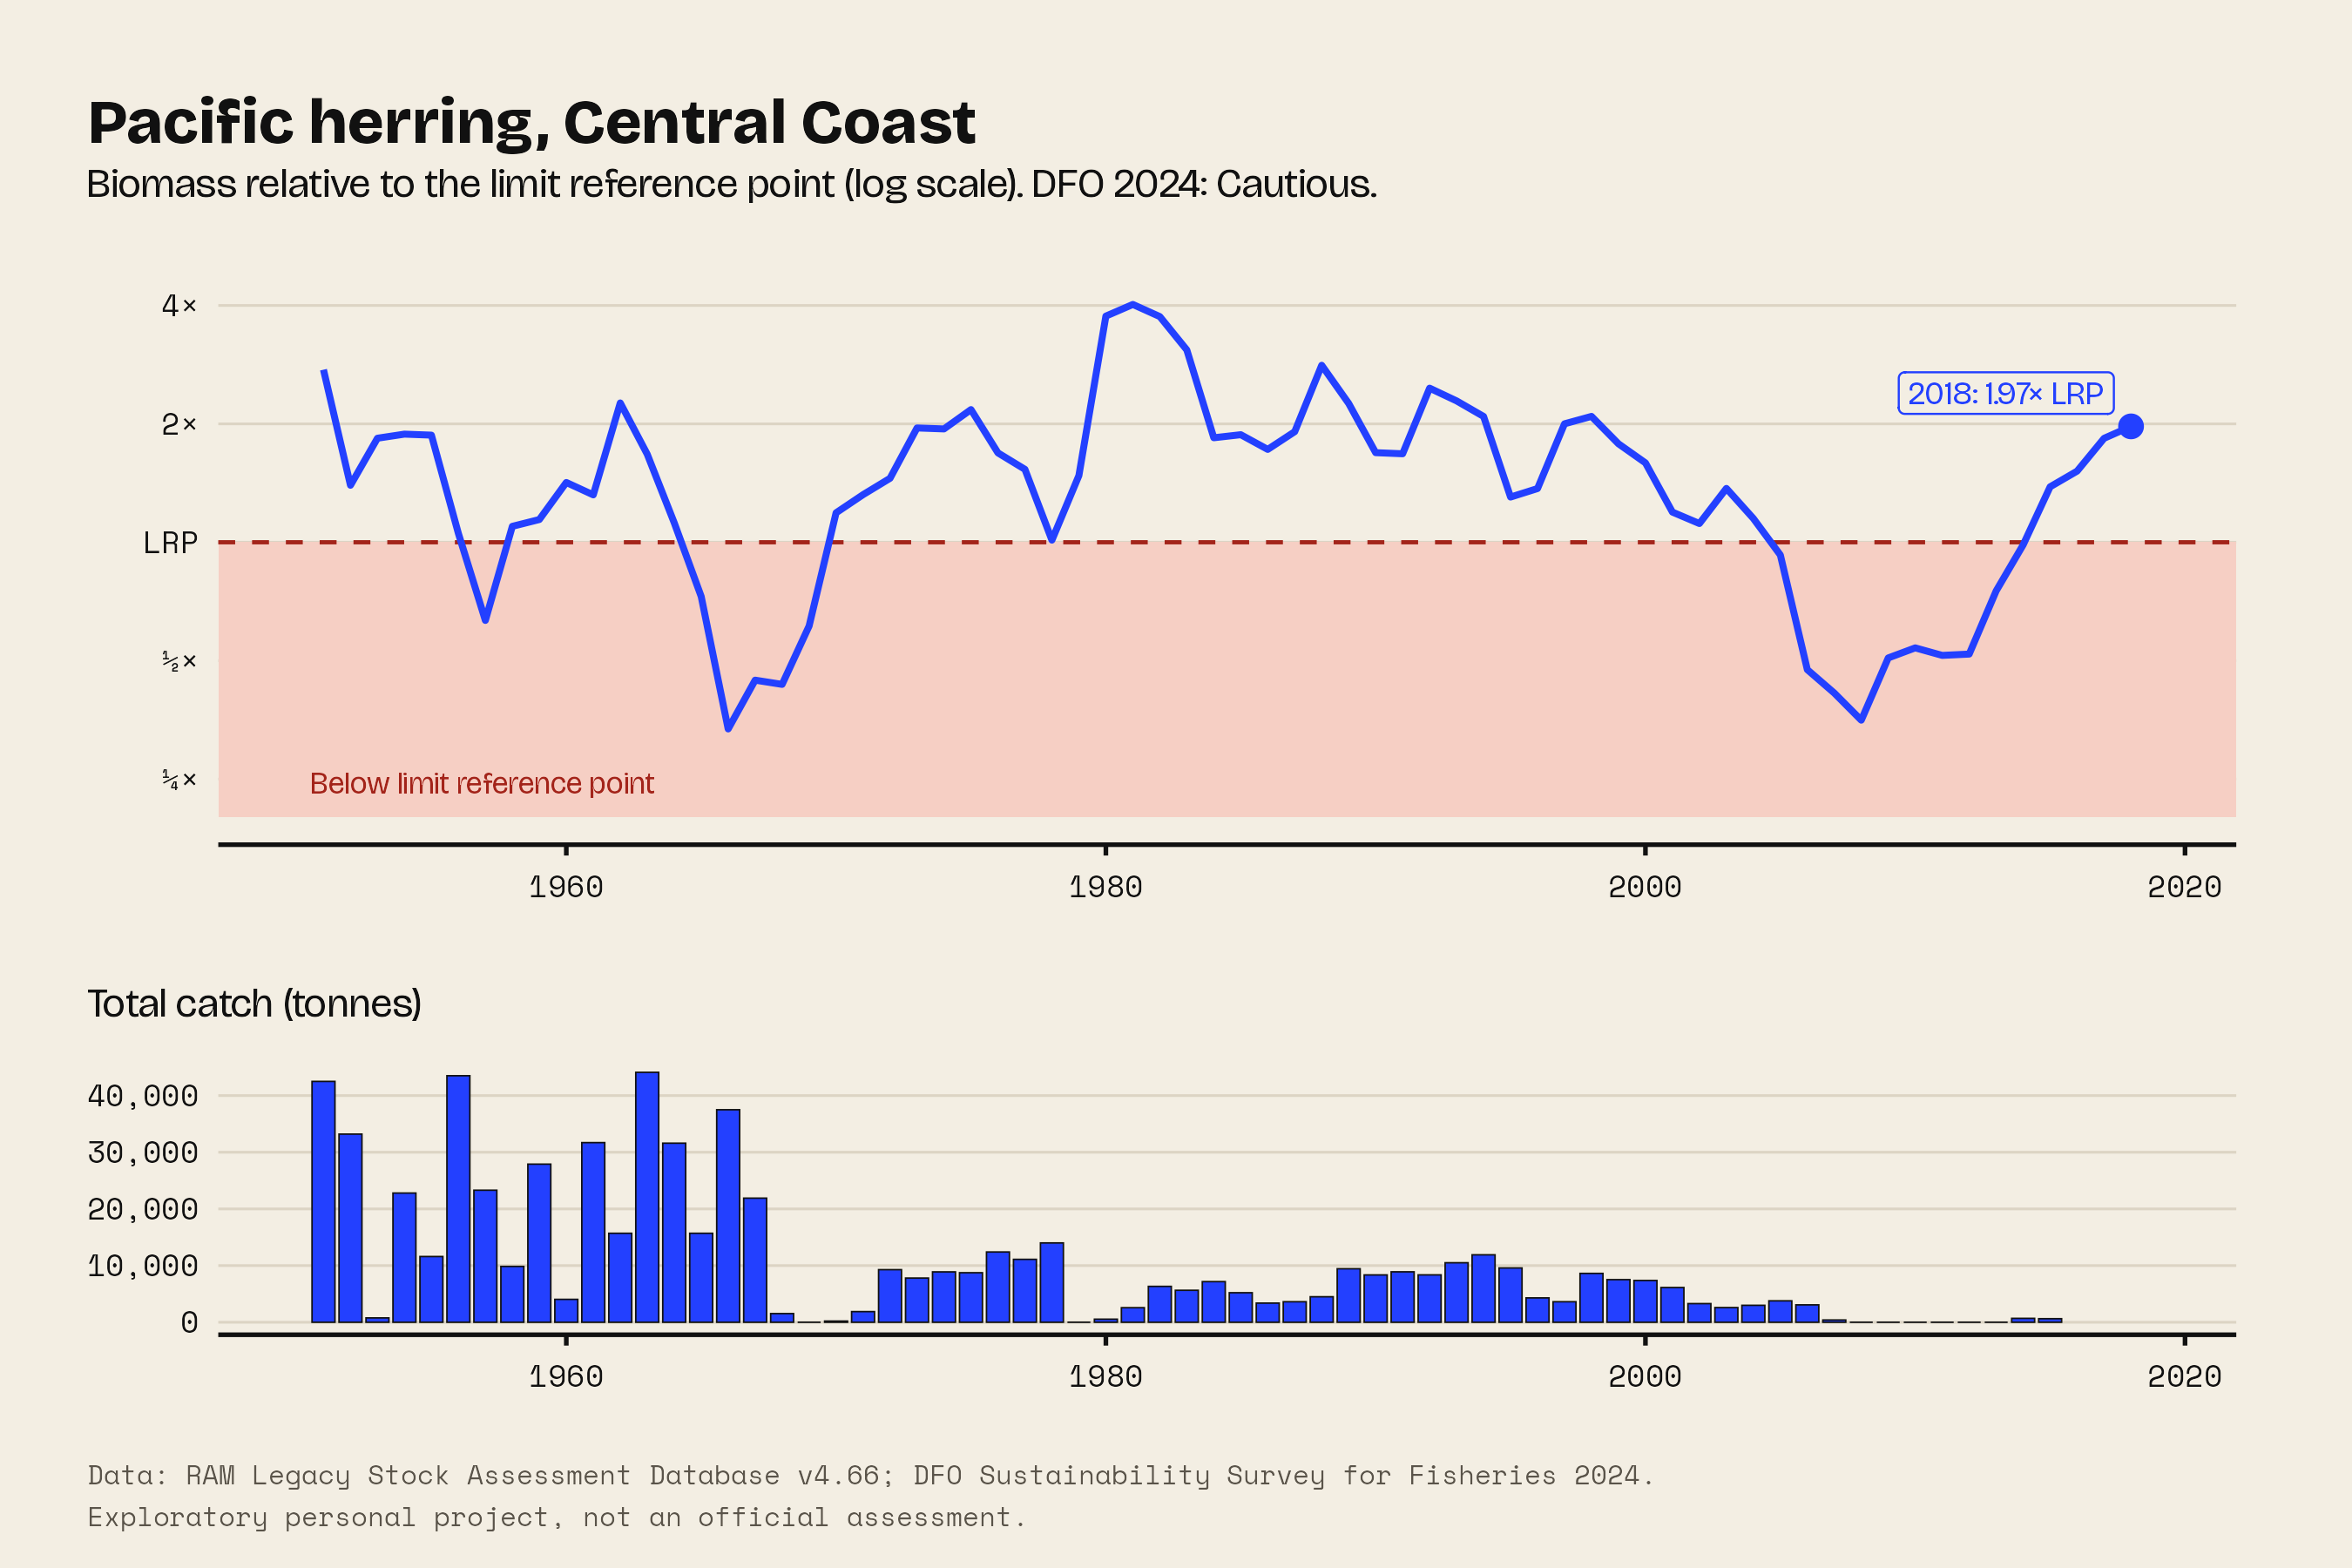 Pacific herring, Central Coast
Biomass relative to the limit reference point (log scale). DFO 2024: Cautious.
4×
2×
LRP
½×
¼×
2018: 1.97× LRP
Below limit reference point
1960 1980 2000 2020
Total catch (tonnes)
40,000
30,000
20,000
10,000
0
1960 1980 2000 2020
Data: RAM Legacy Stock Assessment Database v4.66; DFO Sustainability Survey for Fisheries 2024.
Exploratory personal project, not an official assessment.